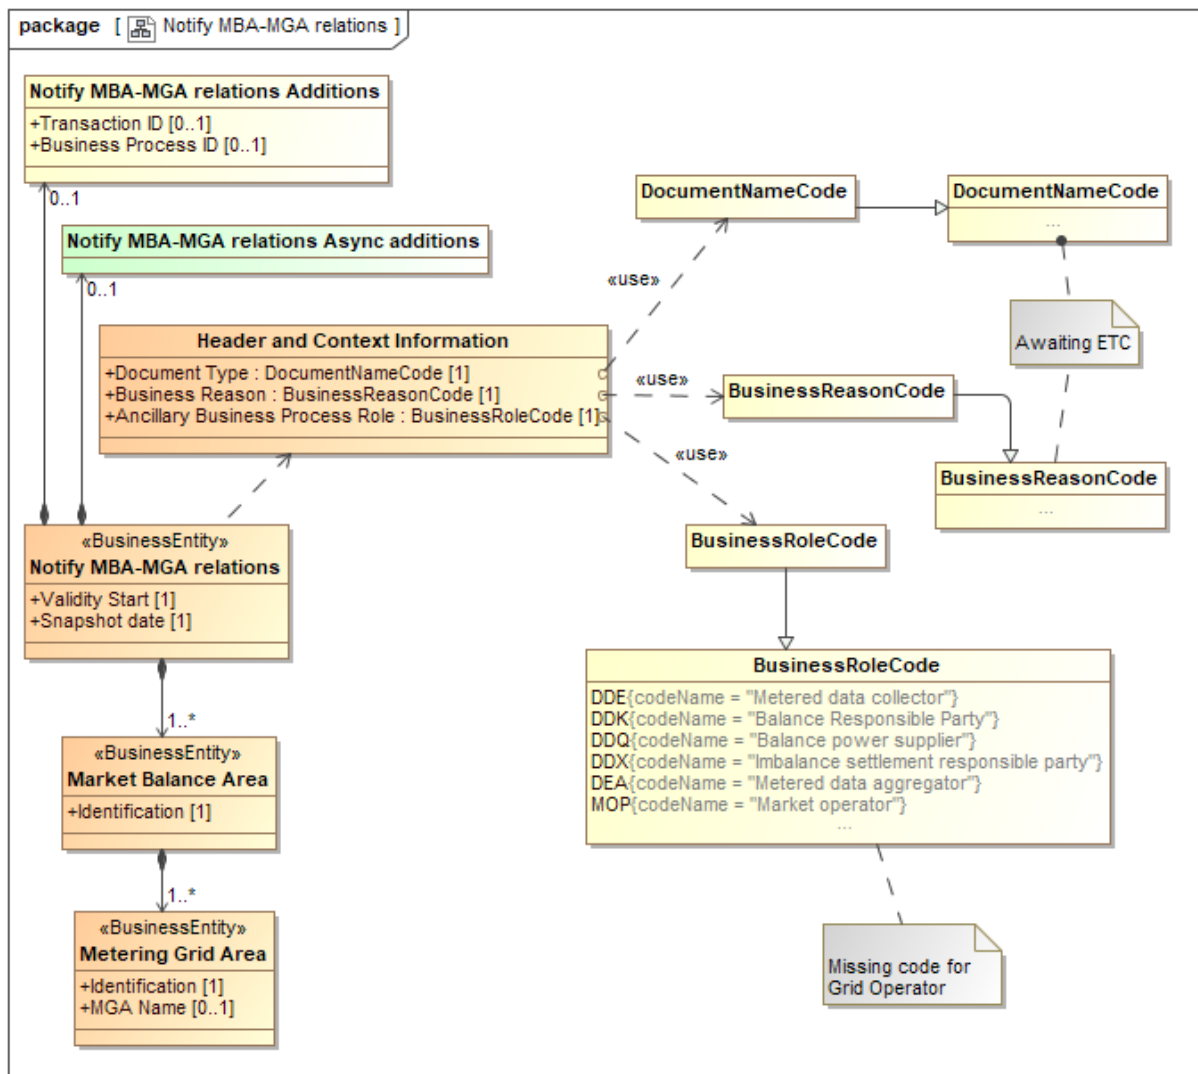 package [ Notify MBA-MGA relations ]
Notify MBA-MGA relations Additions
+Transaction ID [0..1]
+Business Process ID [0..1]
0..1
Notify MBA-MGA relations Async additions
0..1
Header and Context Information
+Document Type : DocumentNameCode [1]
+Business Reason : BusinessReasonCode [1]
+Ancillary Business Process Role : BusinessRoleCode [1]
«use»
«use»
«use»
DocumentNameCode
DocumentNameCode
...
Awaiting ETC
BusinessReasonCode
BusinessReasonCode
...
BusinessRoleCode
«BusinessEntity»
Notify MBA-MGA relations
+Validity Start [1]
+Snapshot date [1]
1..*
«BusinessEntity»
Market Balance Area
+Identification [1]
1..*
«BusinessEntity»
Metering Grid Area
+Identification [1]
+MGA Name [0..1]
BusinessRoleCode
DDE{codeName = "Metered data collector"}
DDK{codeName = "Balance Responsible Party"}
DDQ{codeName = "Balance power supplier"}
DDX{codeName = "Imbalance settlement responsible party"}
DEA{codeName = "Metered data aggregator"}
MOP{codeName = "Market operator"}
...
Missing code for
Grid Operator